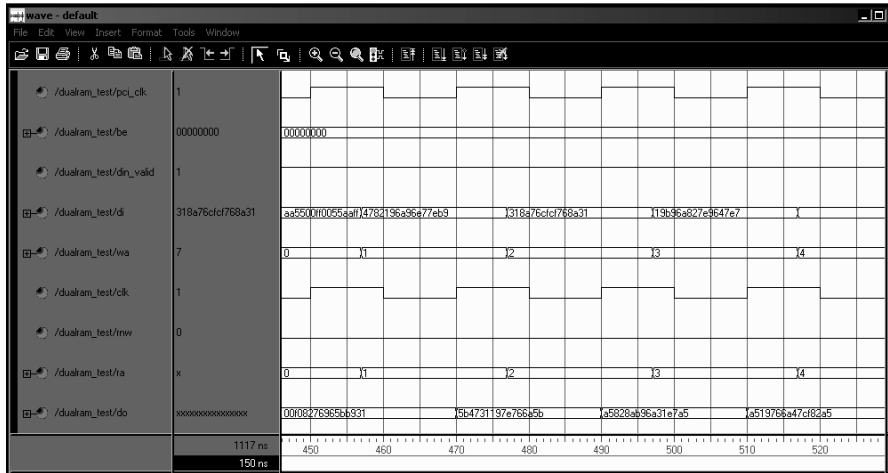 wave - default
File Edit View Insert Format Tools Window
/dualram_test/pci_clk 1
/dualram_test/be 00000000 00000000
/dualram_test/din_valid 1
/dualram_test/di 318a76cfcf768a31 aa5500ff0055aaff 4782196a96e77eb9 318a76cfcf768a31 19b96a827e9647e7
/dualram_test/wa 7 0 1 2 3 4
/dualram_test/clk 1
/dualram_test/rnw 0
/dualram_test/ra x 0 1 2 3 4
/dualram_test/do xxxxxxxxxxxxxxxx 00f08276965bb931 5b4731197e766a5b a5828ab96a31e7a5 a519766a47cf82a5
1117 ns 450 460 470 480 490 500 510 520
150 ns